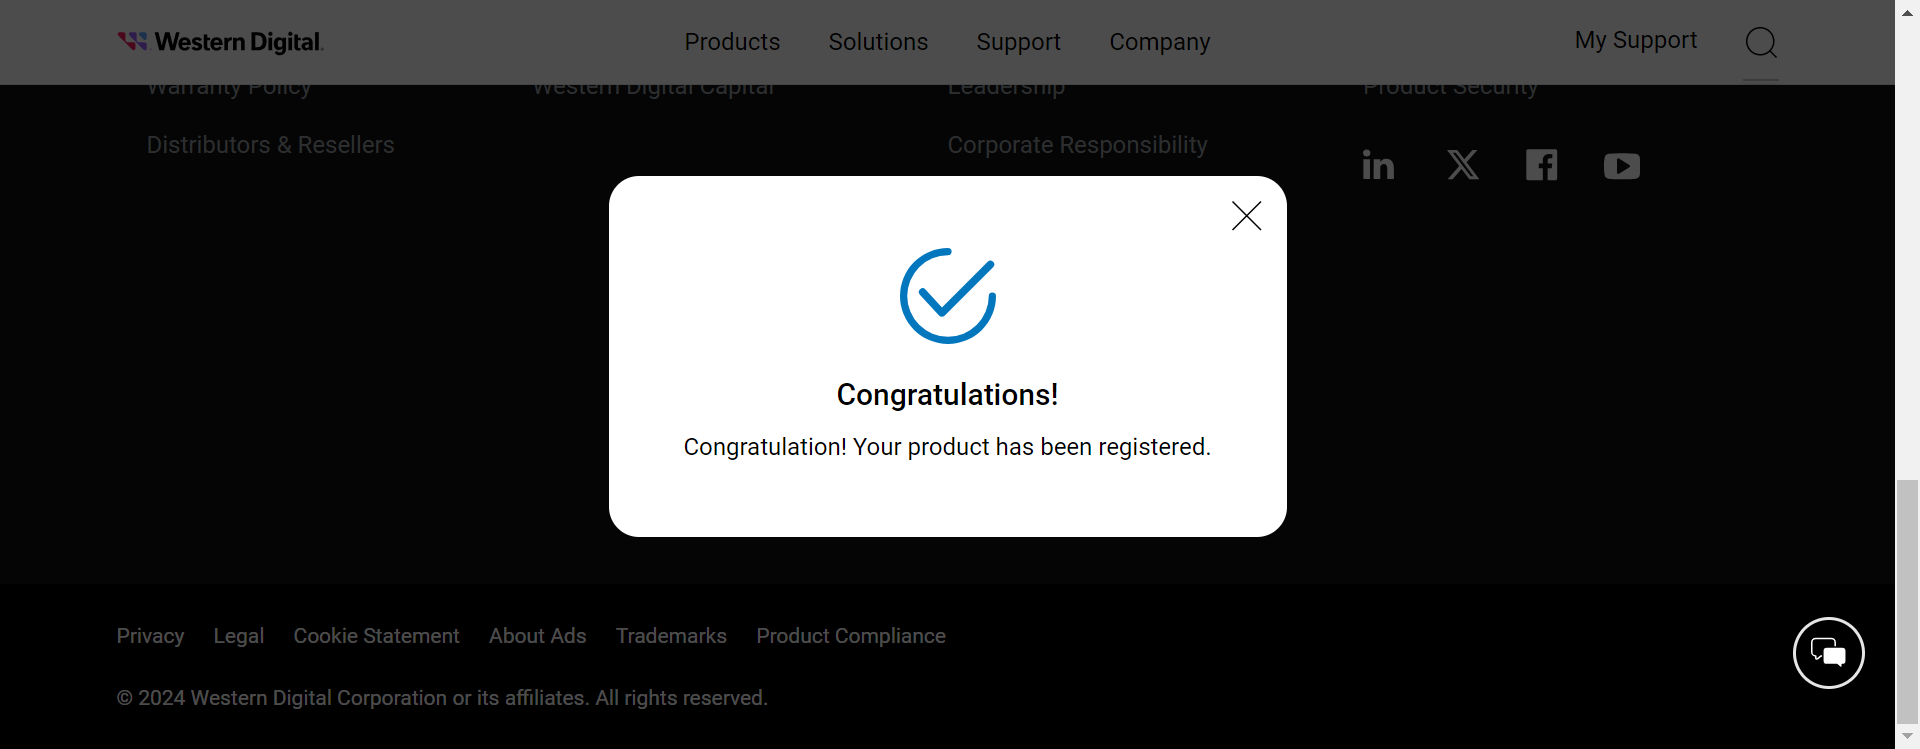 Western Digital.
Products Solutions Support Company My Support
Warranty Policy Western Digital Capital Leadership Product Security
Distributors & Resellers Corporate Responsibility
Congratulations!
Congratulation! Your product has been registered.
Privacy Legal Cookie Statement About Ads Trademarks Product Compliance
© 2024 Western Digital Corporation or its affiliates. All rights reserved.